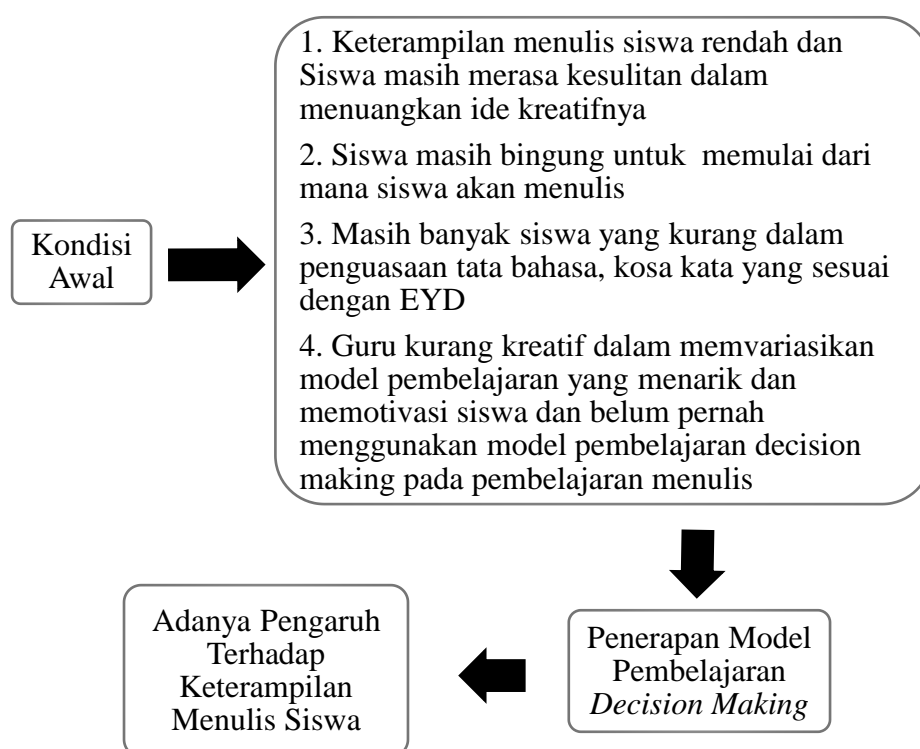 Kondisi
Awal
1. Keterampilan menulis siswa rendah dan
Siswa masih merasa kesulitan dalam
menuangkan ide kreatifnya
2. Siswa masih bingung untuk  memulai dari
mana siswa akan menulis
3. Masih banyak siswa yang kurang dalam
penguasaan tata bahasa, kosa kata yang sesuai
dengan EYD
4. Guru kurang kreatif dalam memvariasikan
model pembelajaran yang menarik dan
memotivasi siswa dan belum pernah
menggunakan model pembelajaran decision
making pada pembelajaran menulis
Penerapan Model
Pembelajaran
Decision Making
Adanya Pengaruh
Terhadap
Keterampilan
Menulis Siswa